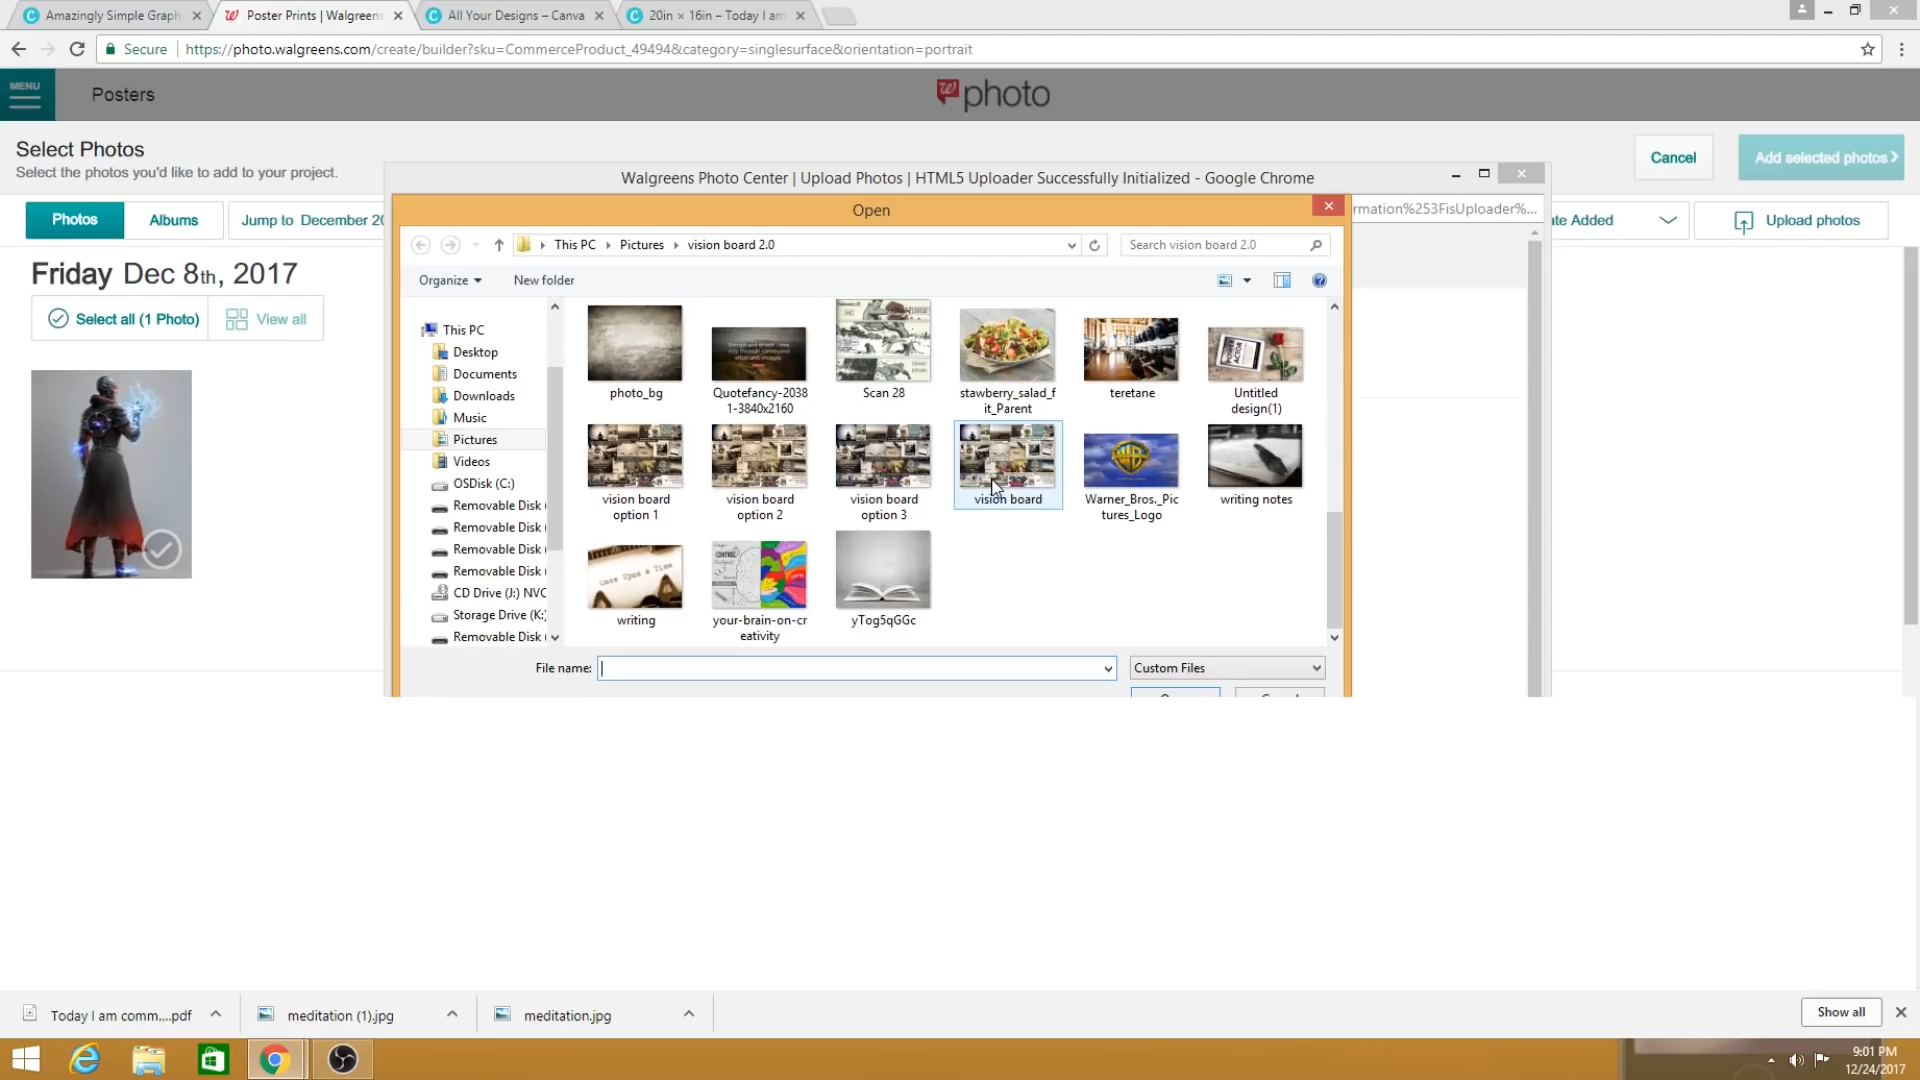 Amazingly Simple Graph
Poster Prints | Walgreens
All Your Designs – Canva
20in × 16in – Today I am
Secure
https://photo.walgreens.com/create/builder?sku=CommerceProduct_49494&category=singlesurface&orientation=portrait
MENU
Posters
photo
Select Photos
Select the photos you'd like to add to your project.
Cancel
Add selected photos
Walgreens Photo Center | Upload Photos | HTML5 Uploader Successfully Initialized - Google Chrome
Photos
Albums
Jump to December 20
Open
rmation%253FisUploader%...
te Added
Upload photos
This PC
Pictures
vision board 2.0
Search vision board 2.0
Friday Dec 8th, 2017
Organize
New folder
Select all (1 Photo)
View all
This PC
Desktop
Documents
Downloads
Music
Pictures
Videos
OSDisk (C:)
Removable Disk
Removable Disk
Removable Disk
Removable Disk
CD Drive (J:) NVC
Storage Drive (K:
Removable Disk
photo_bg
Quotefancy-2038
1-3840x2160
Scan 28
stawberry_salad_f
it_Parent
teretane
Untitled
design(1)
vision board
option 1
vision board
option 2
vision board
option 3
vision board
Warner_Bros._Pic
tures_Logo
writing notes
writing
your-brain-on-cr
eativity
yTog5qGGc
File name:
Custom Files
Today I am comm....pdf
meditation (1).jpg
meditation.jpg
Show all
9:01 PM
12/24/2017